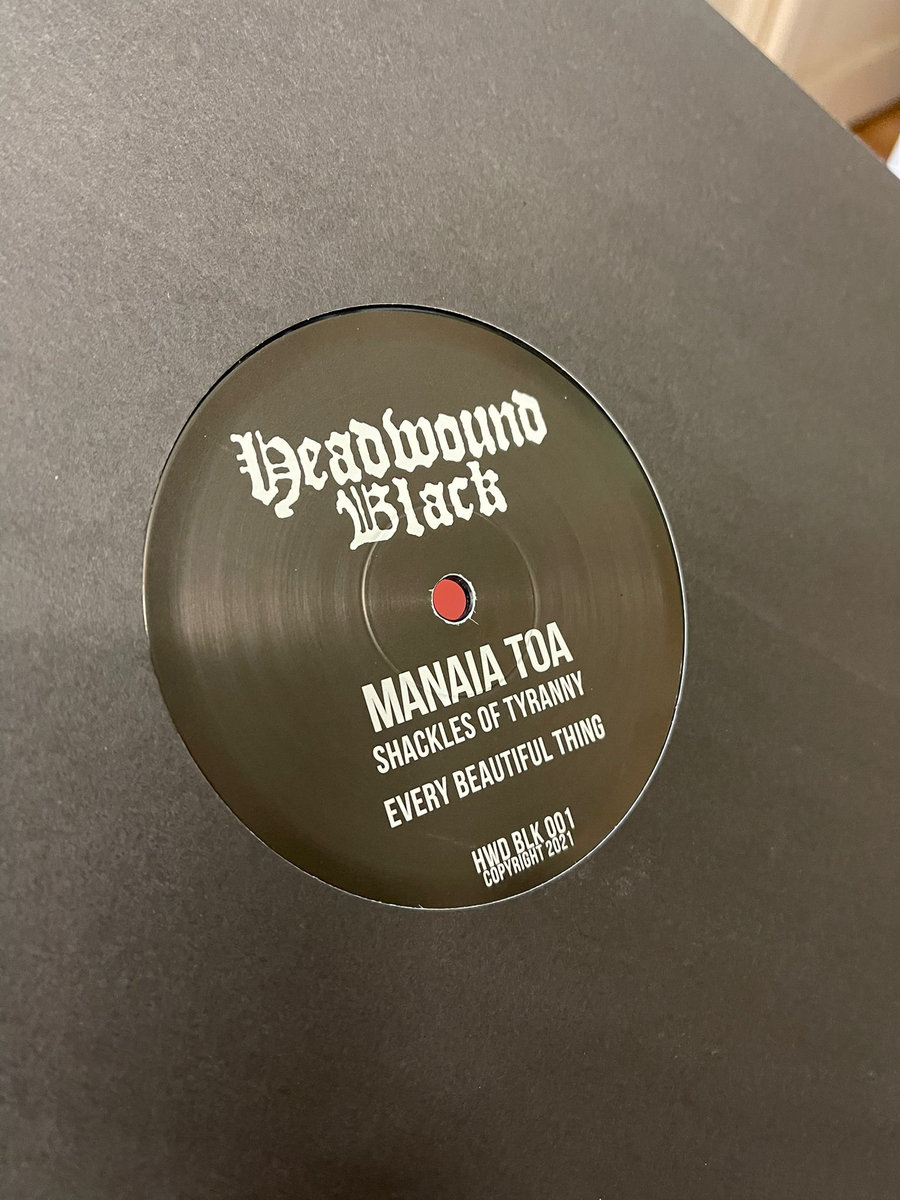 Headwound
Black
MANAIA TOA
SHACKLES OF TYRANNY
EVERY BEAUTIFUL THING
HWD BLK 001
COPYRIGHT 2021